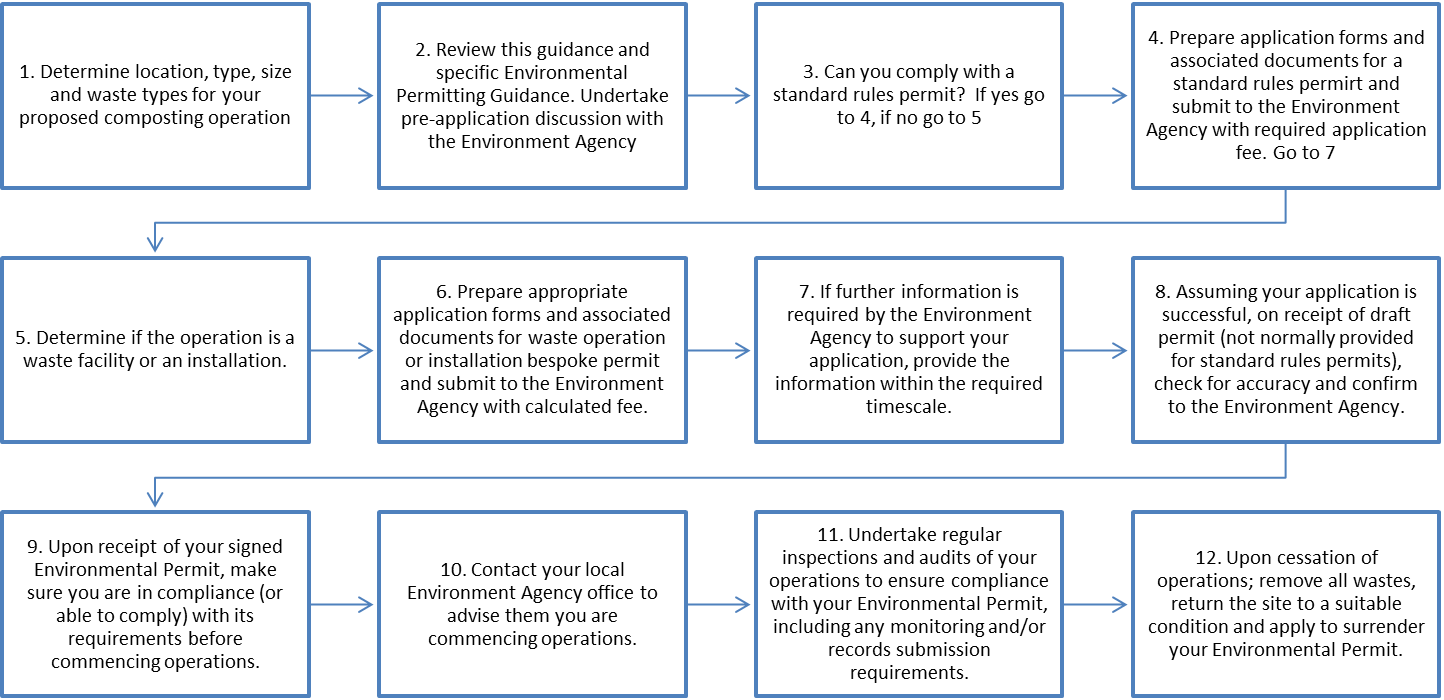 1. Determine location, type, size
and waste types for your
proposed composting operation
2. Review this guidance and
specific Environmental
Permitting Guidance. Undertake
pre-application discussion with
the Environment Agency
3. Can you comply with a
standard rules permit?  If yes go
to 4, if no go to 5
4. Prepare application forms and
associated documents for a
standard rules permirt and
submit to the Environment
Agency with required application
fee. Go to 7
5. Determine if the operation is a
waste facility or an installation.
6. Prepare appropriate
application forms and associated
documents for waste operation
or installation bespoke permit
and submit to the Environment
Agency with calculated fee.
7. If further information is
required by the Environment
Agency to support your
application, provide the
information within the required
timescale.
8. Assuming your application is
successful, on receipt of draft
permit (not normally provided
for standard rules permits),
check for accuracy and confirm
to the Environment Agency.
9. Upon receipt of your signed
Environmental Permit, make
sure you are in compliance (or
able to comply) with its
requirements before
commencing operations.
10. Contact your local
Environment Agency office to
advise them you are
commencing operations.
11. Undertake regular
inspections and audits of your
operations to ensure compliance
with your Environmental Permit,
including any monitoring and/or
records submission
requirements.
12. Upon cessation of
operations; remove all wastes,
return the site to a suitable
condition and apply to surrender
your Environmental Permit.